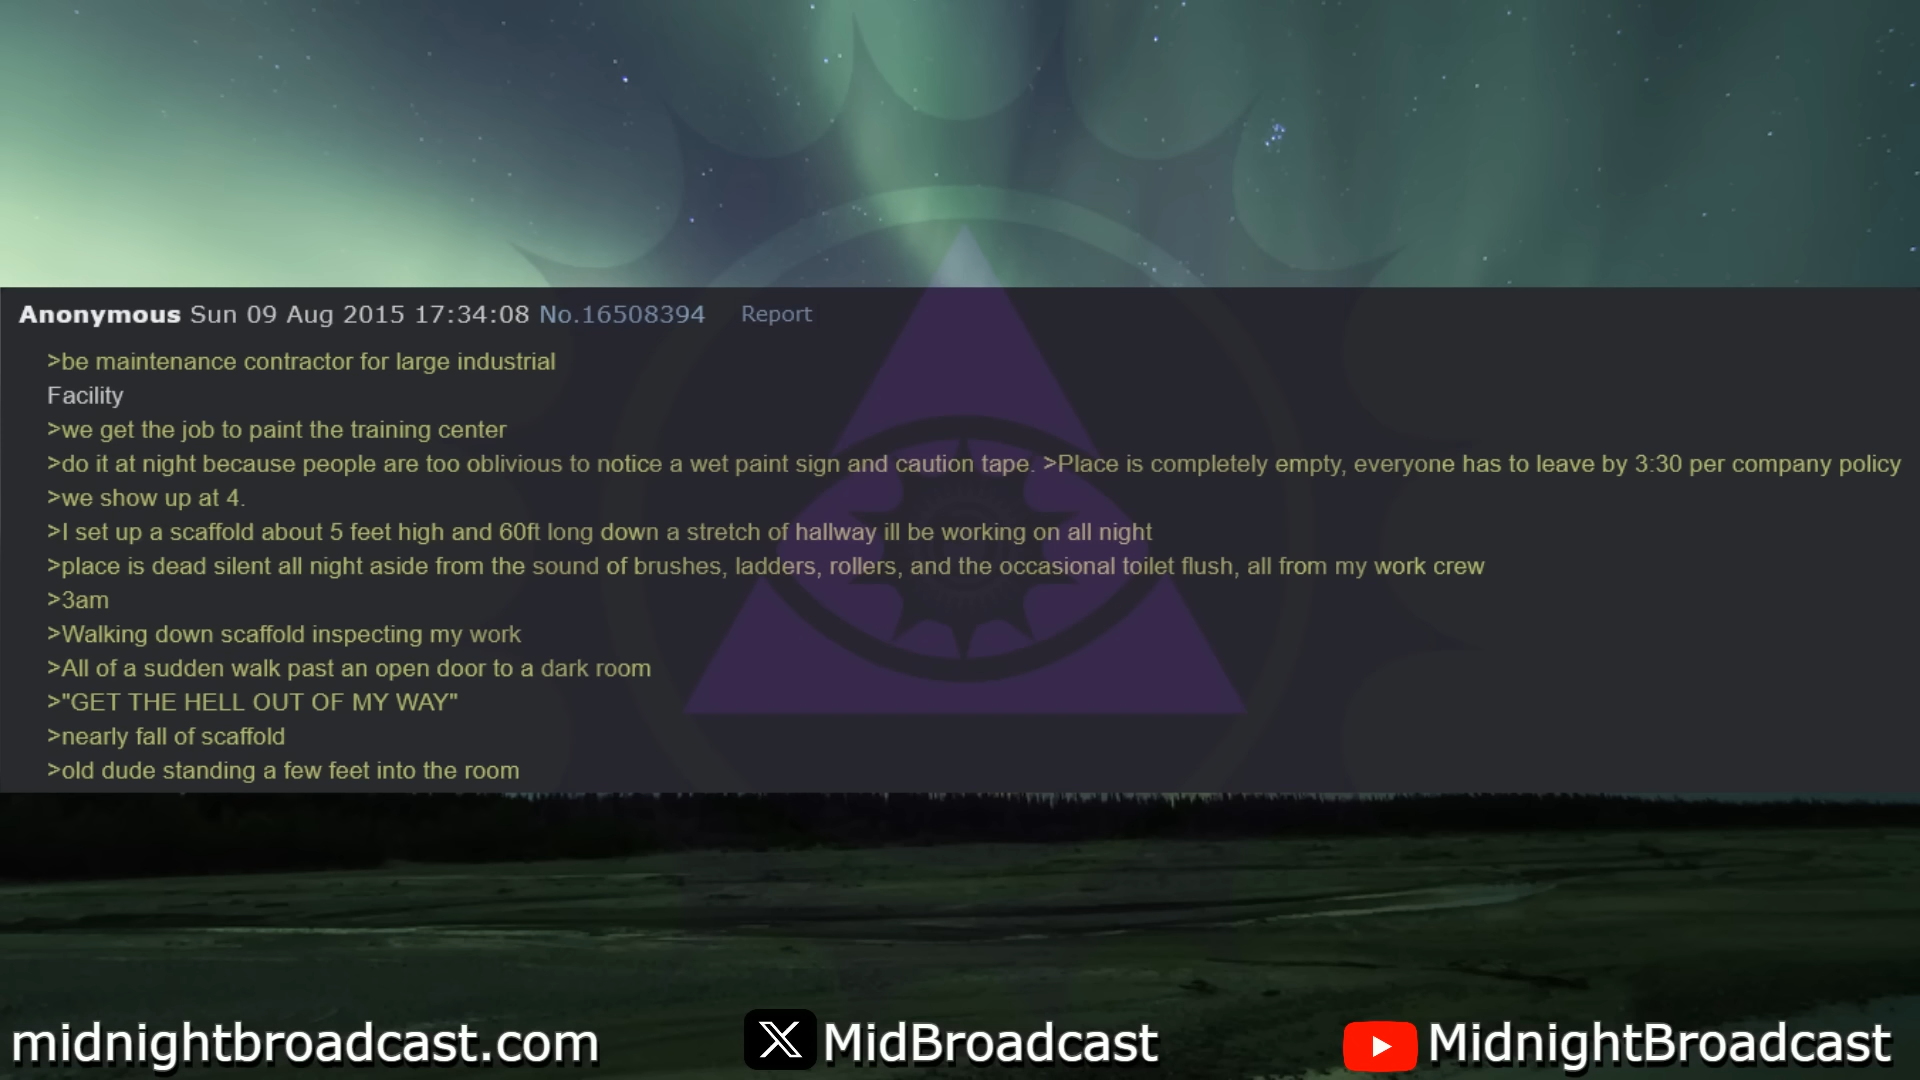 Anonymous Sun 09 Aug 2015 17:34:08 No.16508394 Report
>be maintenance contractor for large industrial
Facility
>we get the job to paint the training center
>do it at night because people are too oblivious to notice a wet paint sign and caution tape. >Place is completely empty, everyone has to leave by 3:30 per company policy
>we show up at 4.
>I set up a scaffold about 5 feet high and 60ft long down a stretch of hallway ill be working on all night
>place is dead silent all night aside from the sound of brushes, ladders, rollers, and the occasional toilet flush, all from my work crew
>3am
>Walking down scaffold inspecting my work
>All of a sudden walk past an open door to a dark room
>"GET THE HELL OUT OF MY WAY"
>nearly fall of scaffold
>old dude standing a few feet into the room
midnightbroadcast.com
MidBroadcast
MidnightBroadcast